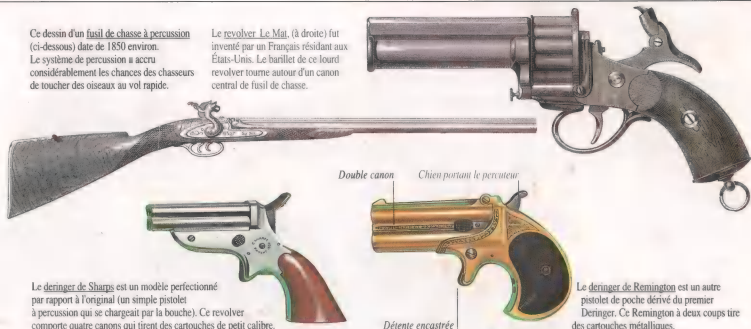 Ce dessin d'un fusil de chasse à percussion
(ci-dessous) date de 1850 environ.
Le système de percussion a accru
considérablement les chances des chasseurs
de toucher des oiseaux au vol rapide.
Le revolver Le Mat, (à droite) fut
inventé par un Français résidant aux
États-Unis. Le barillet de ce lourd
revolver tourne autour d'un canon
central de fusil de chasse.
Double canon
Chien portant le percuteur
Le deringer de Sharps est un modèle perfectionné
par rapport à l'original (un simple pistolet
à percussion qui se chargeait par la bouche). Ce revolver
comporte quatre canons qui tirent des cartouches de petit calibre.
Détente encastrée
Le deringer de Remington est un autre
pistolet de poche dérivé du premier
Deringer. Ce Remington à deux coups tire
des cartouches métalliques.